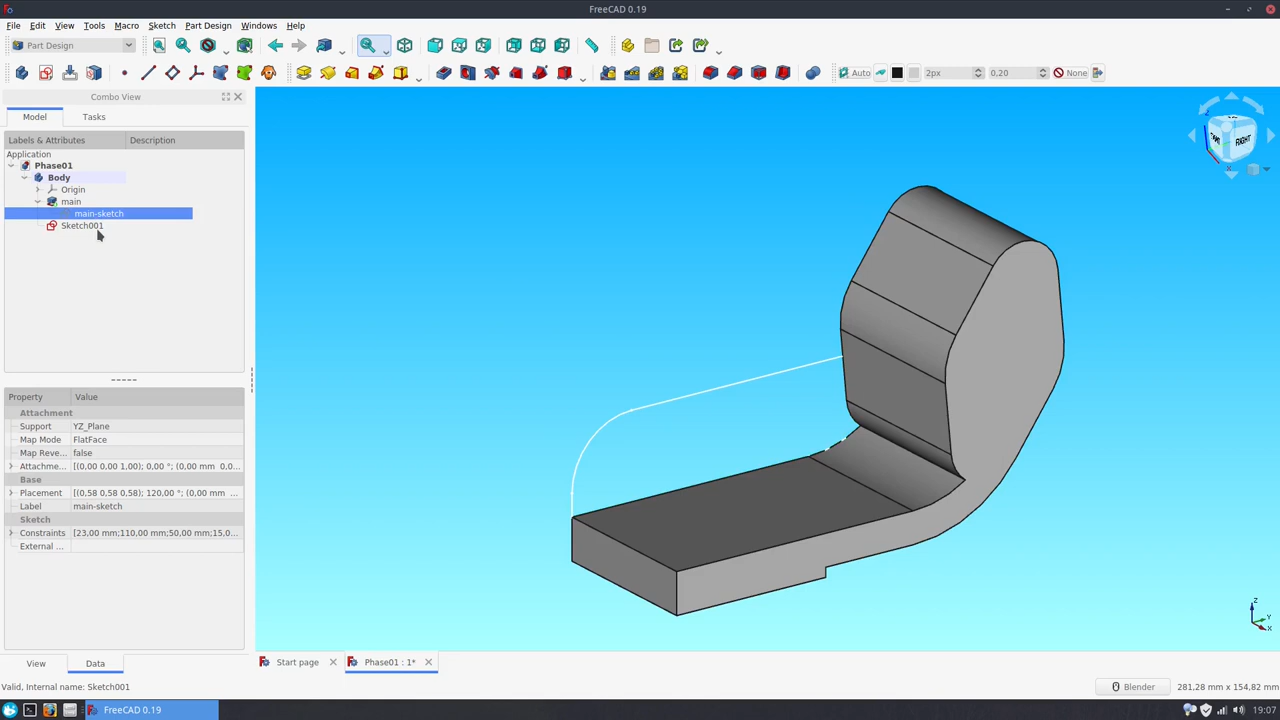 FreeCAD 0.19
File Edit View Tools Macro Sketch Part Design Windows Help
Part Design
Auto 2px 0,20 None
Combo View
Model Tasks
Labels & Attributes Description
Application
Phase01
Body
Origin
main
main-sketch
Sketch001
RIGHT
Property Value
Attachment
Support YZ_Plane
Map Mode FlatFace
Map Reve... false
Attachme... [(0,00 0,00 1,00); 0,00 °; (0,00 mm 0,0...
Base
Placement [(0,58 0,58 0,58); 120,00 °; (0,00 mm ...
Label main-sketch
Sketch
Constraints [23,00 mm;110,00 mm;50,00 mm;15,0...
External ...
Z
Y
X
View Data
Start page Phase01 : 1*
Valid, Internal name: Sketch001 Blender 281,28 mm x 154,82 mm
FreeCAD 0.19 19:07